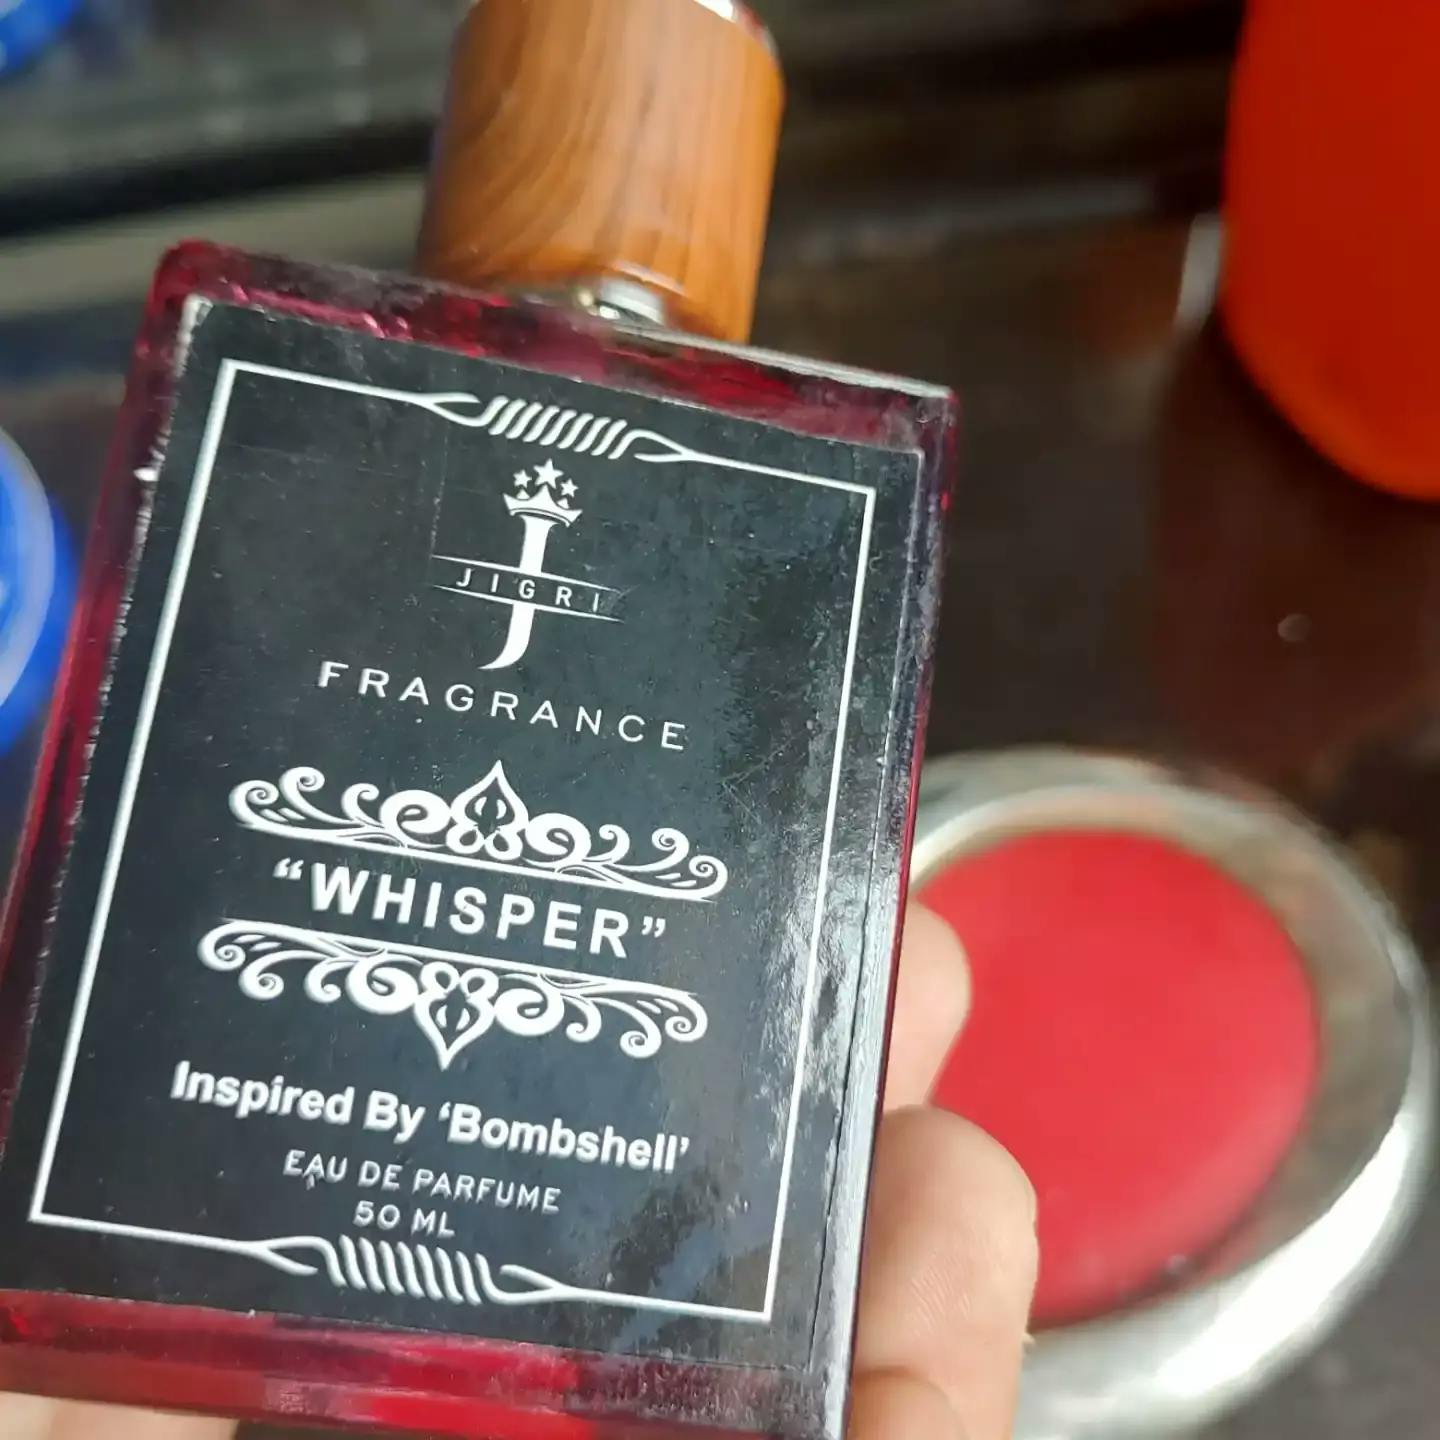 J
JIGRI
FRAGRANCE
“WHISPER”
Inspired By ‘Bombshell’
EAU DE PARFUME
50 ML